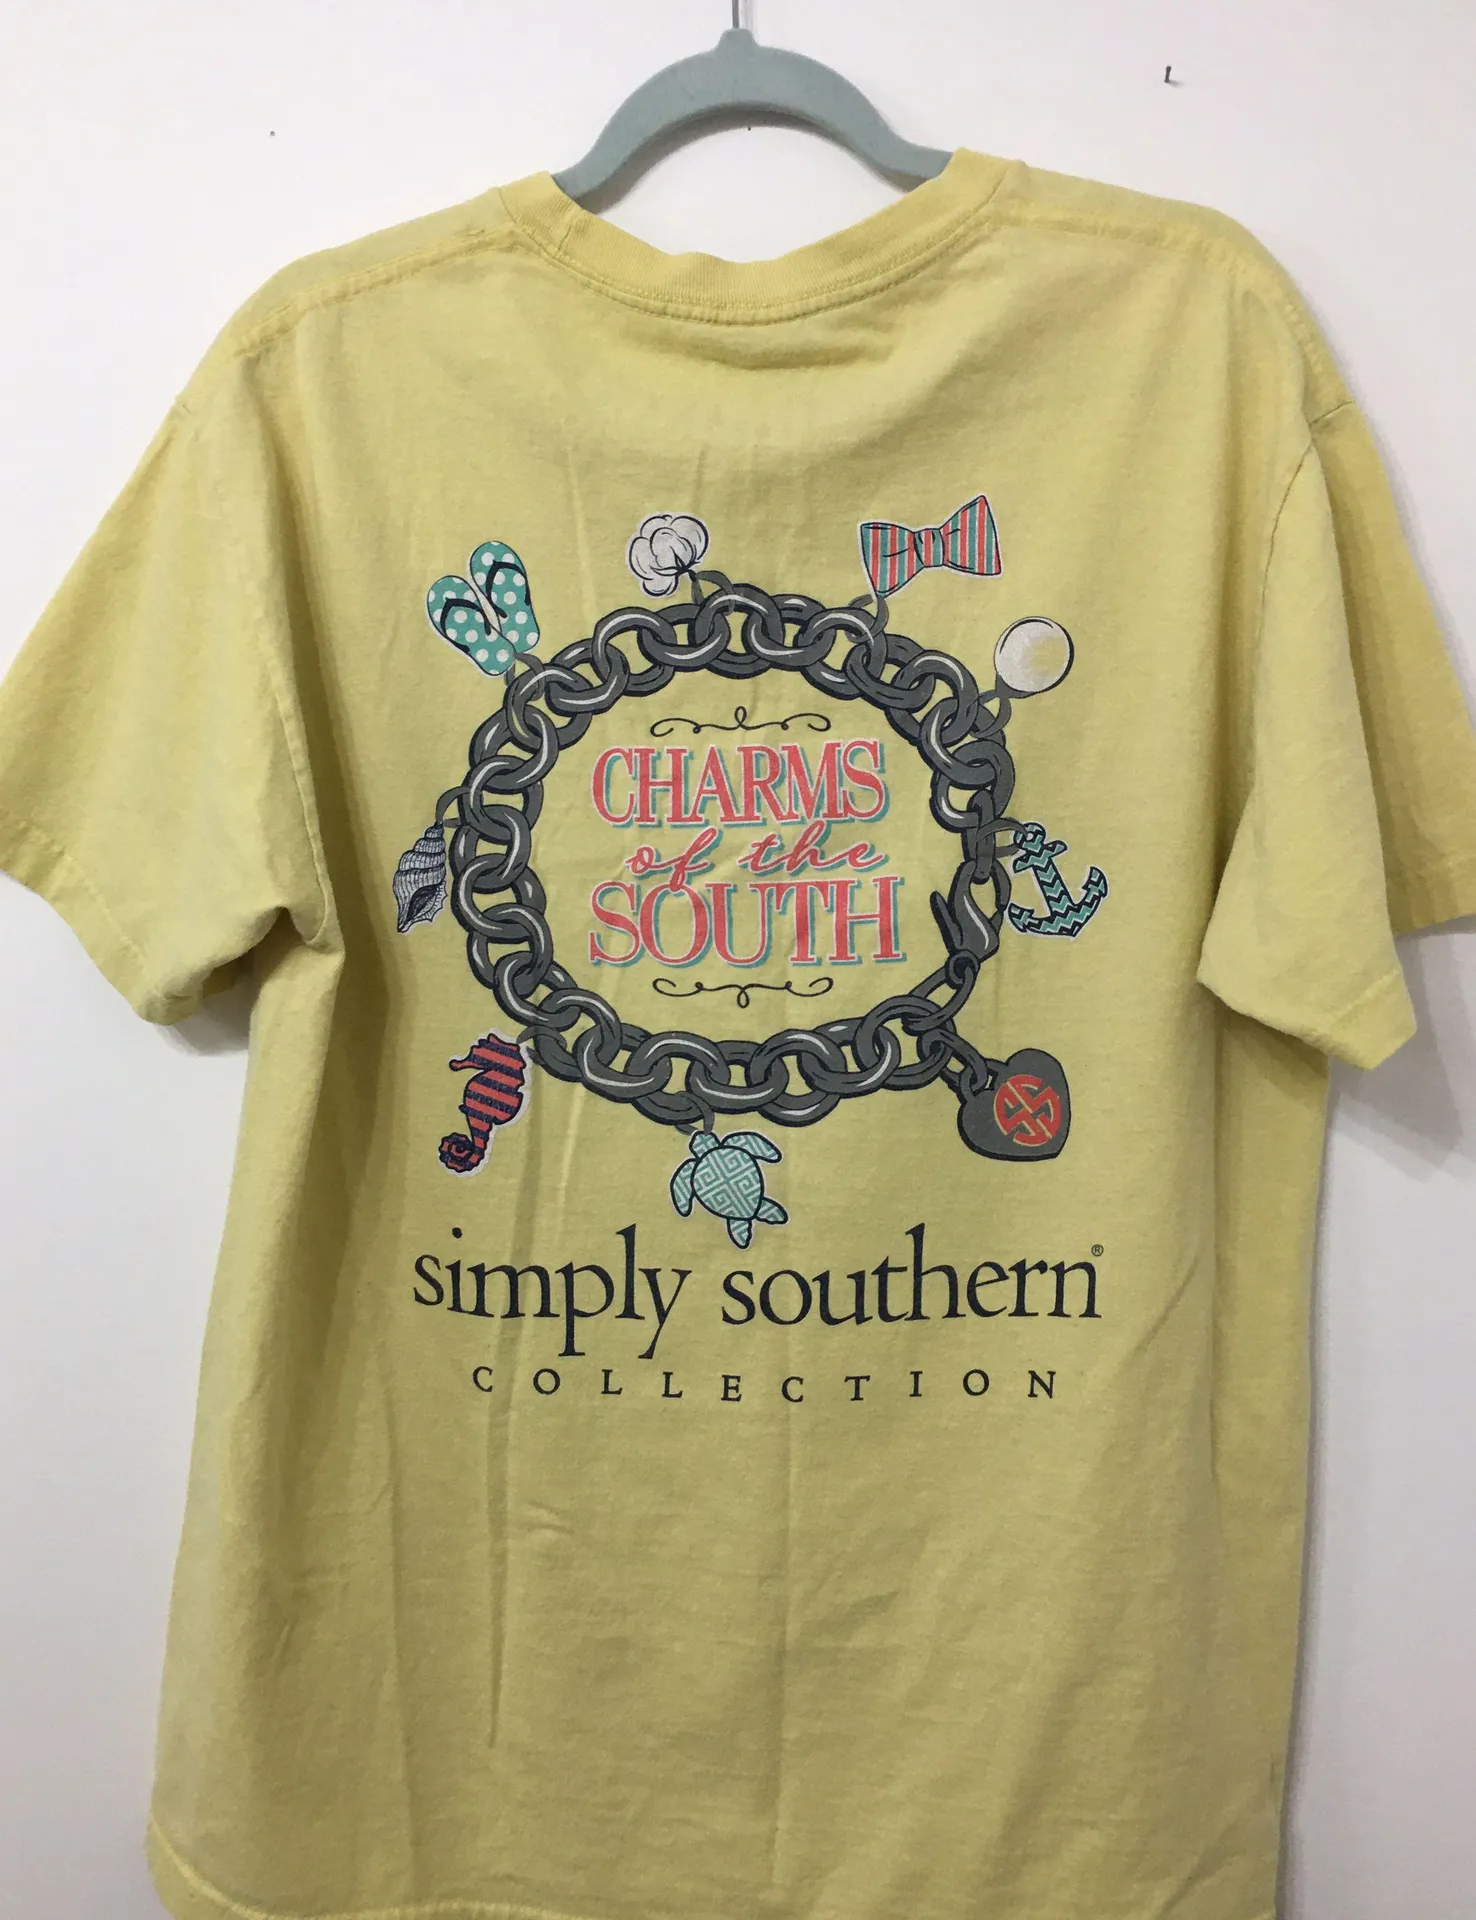 CHARMS
of the
SOUTH
simply southern®
COLLECTION